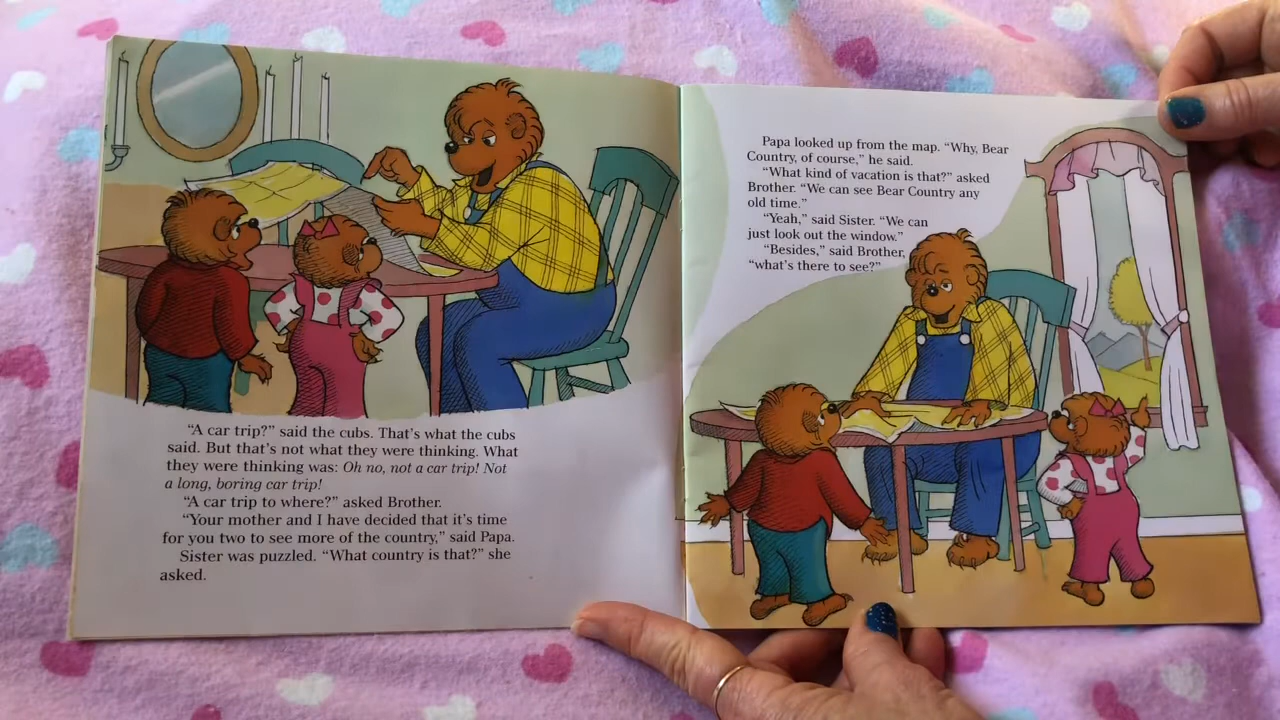 “A car trip?” said the cubs. That’s what the cubs
said. But that’s not what they were thinking. What
they were thinking was: Oh no, not a car trip! Not
a long, boring car trip!
“A car trip to where?” asked Brother.
“Your mother and I have decided that it’s time
for you two to see more of the country,” said Papa.
Sister was puzzled. “What country is that?” she
asked.
Papa looked up from the map. “Why, Bear
Country, of course,” he said.
“What kind of vacation is that?” asked
Brother. “We can see Bear Country any
old time.”
“Yeah,” said Sister. “We can
just look out the window.”
“Besides,” said Brother,
“what’s there to see?”